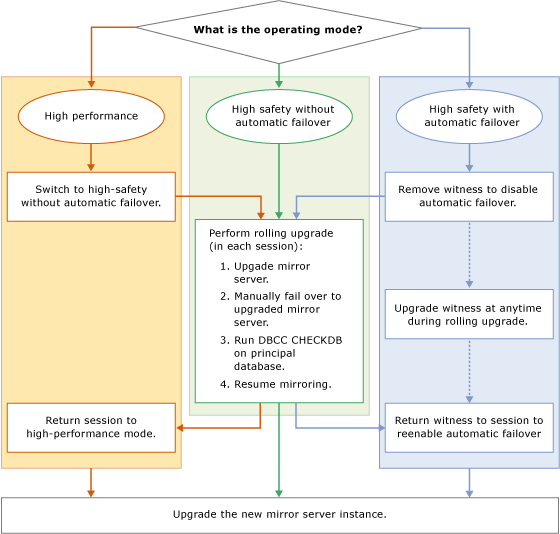 What is the operating mode?
High performance
High safety without
automatic failover
High safety with
automatic failover
Switch to high-safety
without automatic failover.
Remove witness to disable
automatic failover.
Perform rolling upgrade
(in each session):
1. Upgade mirror
server.
2. Manually fail over to
upgraded mirror
server.
3. Run DBCC CHECKDB
on principal
database.
4. Resume mirroring.
Upgrade witness at anytime
during rolling upgrade.
Return session to
high-performance mode.
Return witness to session to
reenable automatic failover
Upgrade the new mirror server instance.